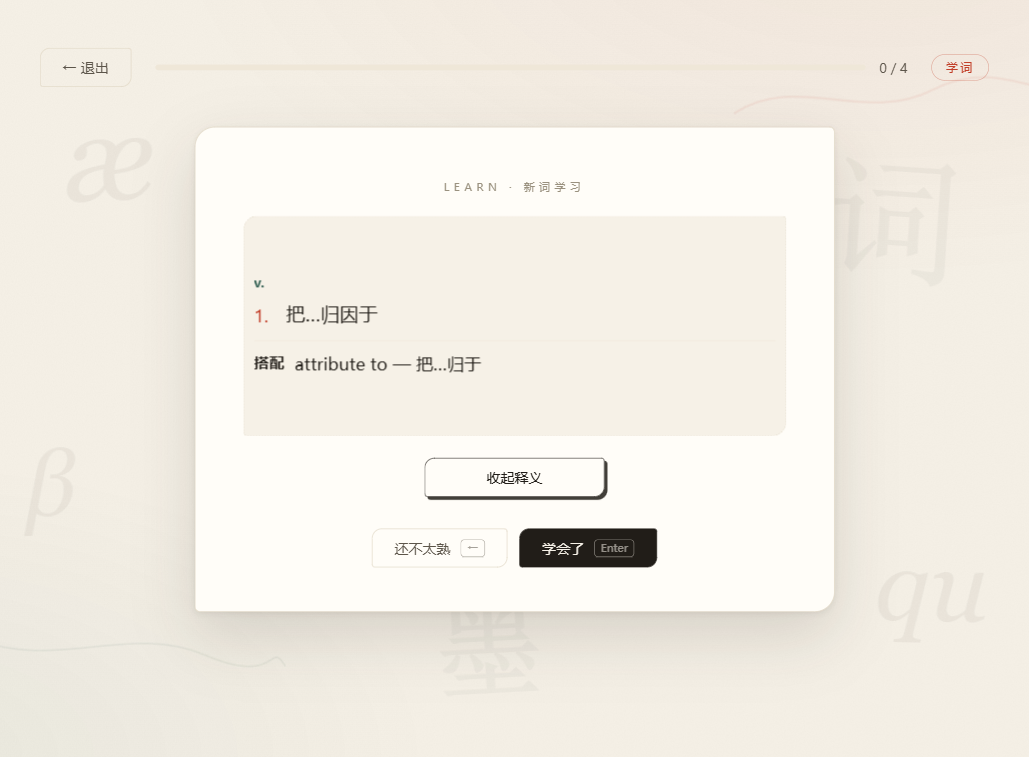 ← 退出
0 / 4
学词
æ
词
LEARN · 新词学习
v.
1. 把...归因于
搭配 attribute to — 把...归于
β
收起释义
还不太熟 ←
学会了 Enter
qu
墨